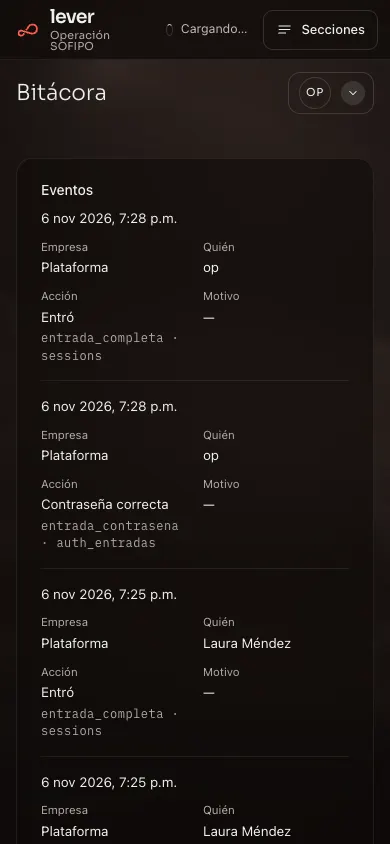 lever
Operación
SOFIPO
Cargando...
Secciones
Bitácora
OP
Eventos
6 nov 2026, 7:28 p.m.
Empresa Quién
Plataforma op
Acción Motivo
Entró —
entrada_completa ·
sessions
6 nov 2026, 7:28 p.m.
Empresa Quién
Plataforma op
Acción Motivo
Contraseña correcta —
entrada_contrasena
· auth_entradas
6 nov 2026, 7:25 p.m.
Empresa Quién
Plataforma Laura Méndez
Acción Motivo
Entró —
entrada_completa ·
sessions
6 nov 2026, 7:25 p.m.
Empresa Quién
Plataforma Laura Méndez